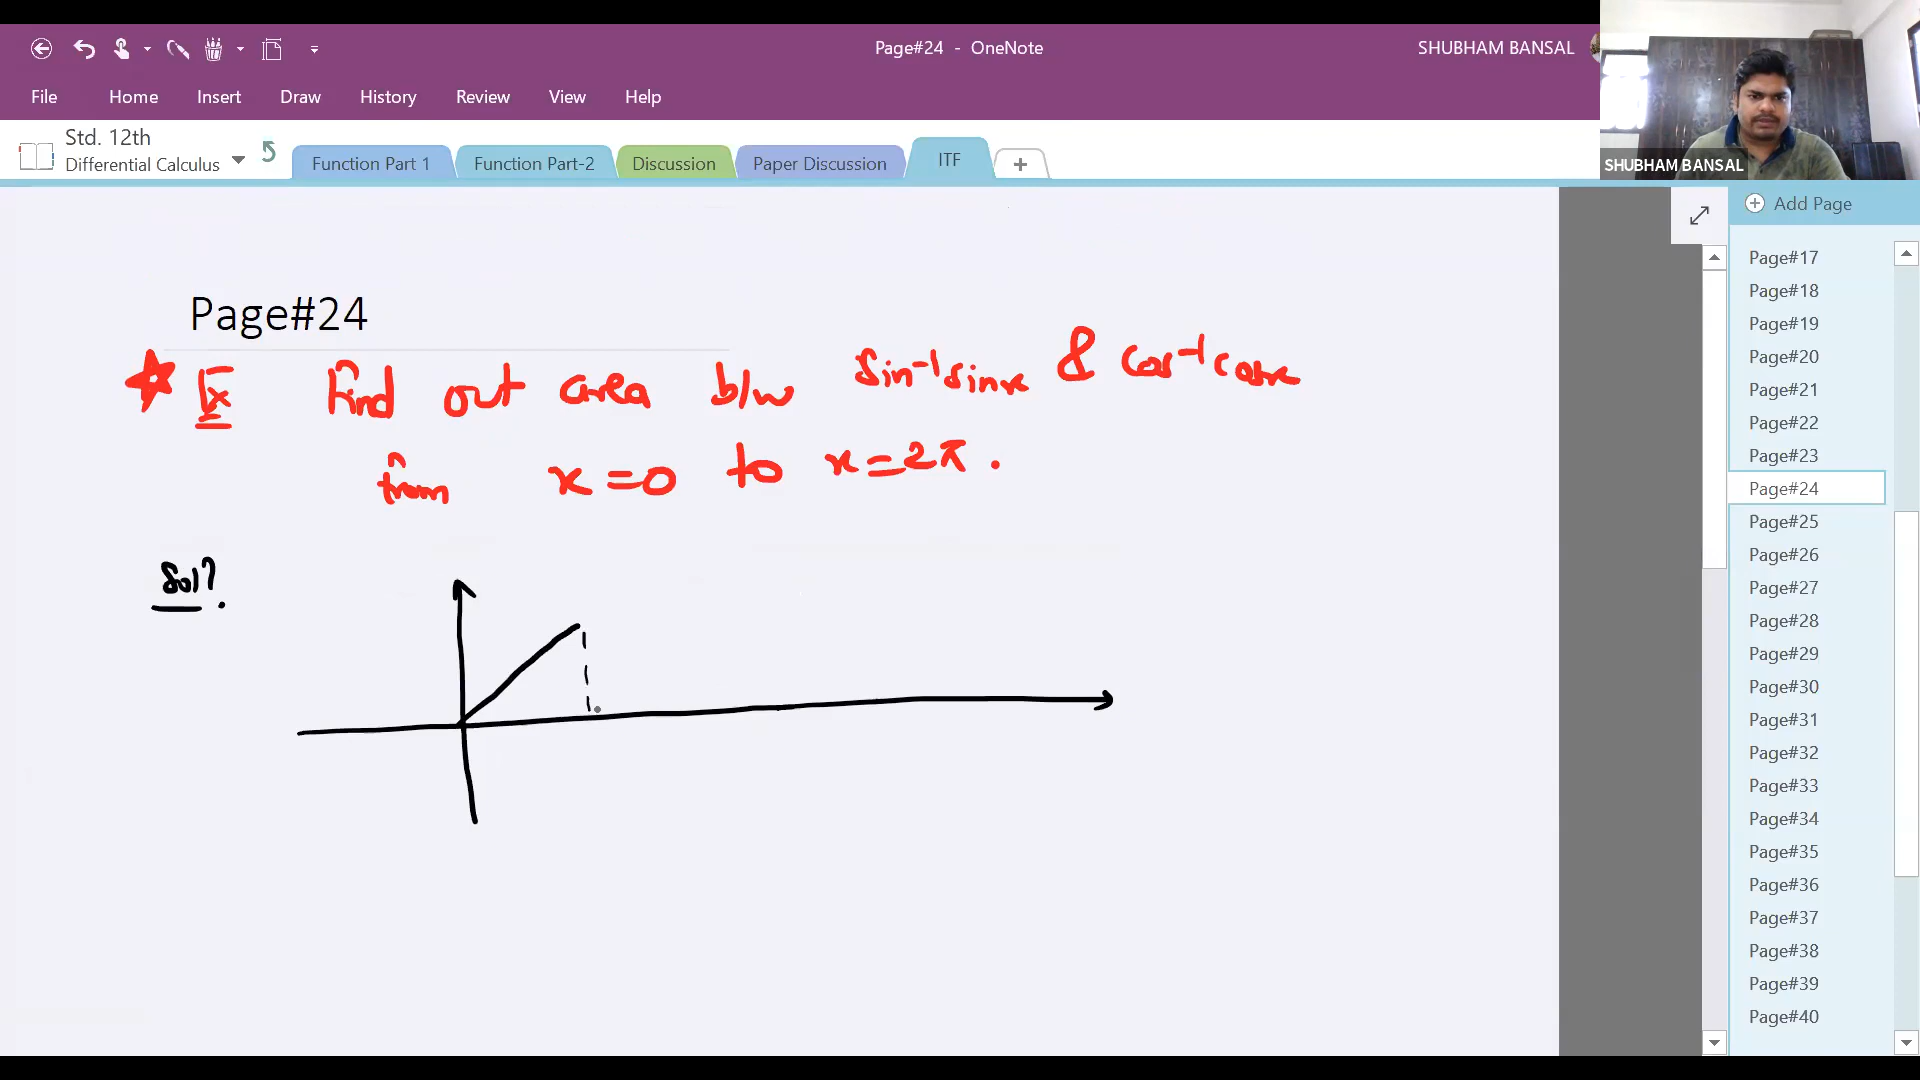 Page#24 - OneNote
SHUBHAM BANSAL
File Home Insert Draw History Review View Help
SHUBHAM BANSAL
Std. 12th
Differential Calculus
Function Part 1 Function Part-2 Discussion Paper Discussion ITF +
Add Page
Page#17
Page#18
Page#19
Page#20
Page#21
Page#22
Page#23
Page#24
Page#25
Page#26
Page#27
Page#28
Page#29
Page#30
Page#31
Page#32
Page#33
Page#34
Page#35
Page#36
Page#37
Page#38
Page#39
Page#40
Page#24
Ex Find out area b/w sin⁻¹sinx & cos⁻¹cosx
from x=0 to x=2π.
Solⁿ.